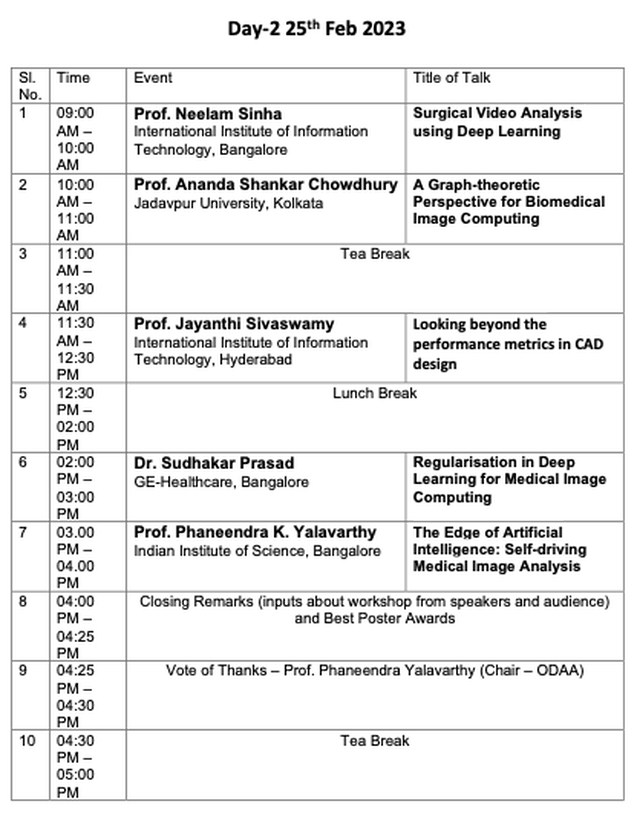 Day-2 25th Feb 2023
Sl. No. Time Event Title of Talk
1
09:00
AM –
10:00
AM
Prof. Neelam Sinha
International Institute of Information
Technology, Bangalore
Surgical Video Analysis
using Deep Learning
2
10:00
AM –
11:00
AM
Prof. Ananda Shankar Chowdhury
Jadavpur University, Kolkata
A Graph-theoretic
Perspective for Biomedical
Image Computing
3
11:00
AM –
11:30
AM
Tea Break
4
11:30
AM –
12:30
PM
Prof. Jayanthi Sivaswamy
International Institute of Information
Technology, Hyderabad
Looking beyond the
performance metrics in CAD
design
5
12:30
PM –
02:00
PM
Lunch Break
6
02:00
PM –
03:00
PM
Dr. Sudhakar Prasad
GE-Healthcare, Bangalore
Regularisation in Deep
Learning for Medical Image
Computing
7
03.00
PM –
04.00
PM
Prof. Phaneendra K. Yalavarthy
Indian Institute of Science, Bangalore
The Edge of Artificial
Intelligence: Self-driving
Medical Image Analysis
8
04:00
PM –
04:25
PM
Closing Remarks (inputs about workshop from speakers and audience)
and Best Poster Awards
9
04:25
PM –
04:30
PM
Vote of Thanks – Prof. Phaneendra Yalavarthy (Chair – ODAA)
10
04:30
PM –
05:00
PM
Tea Break